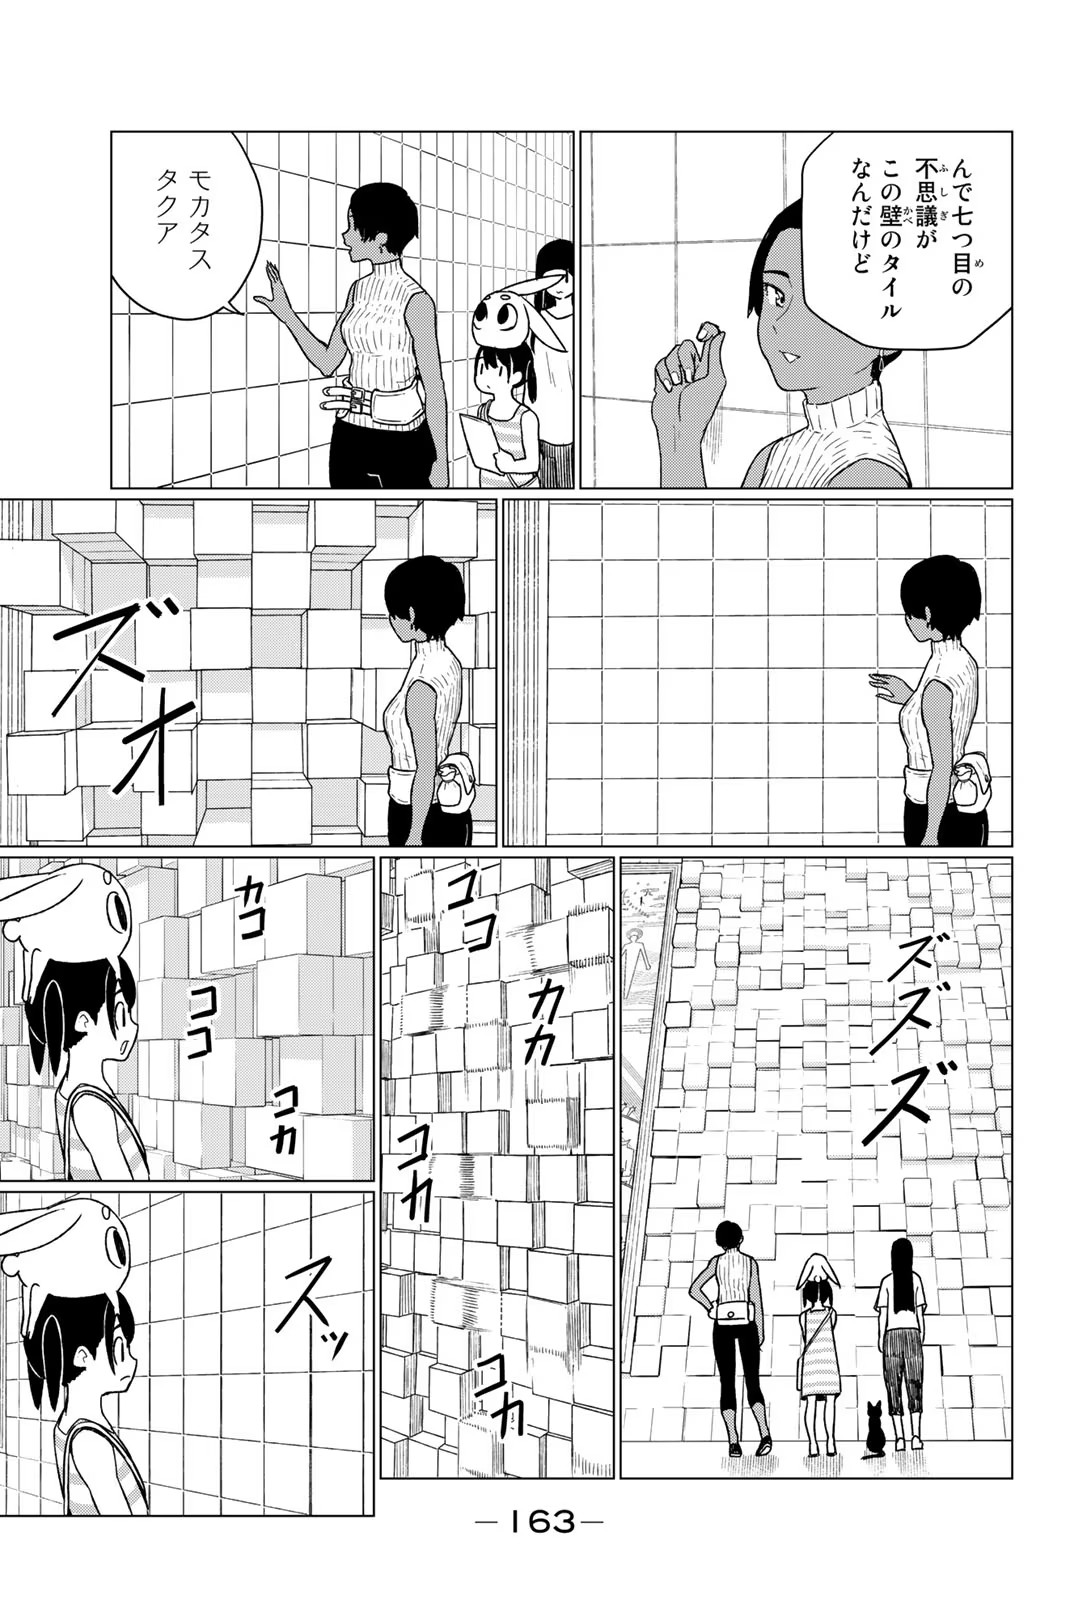 んで七つ目の
不思議が
この壁のタイル
なんだけど
モカタス
タクア
ズオ
ズズズ
ズ
ココ
カカ
コカ
コカ
カコ
ココ
コカ
スッ
—163—